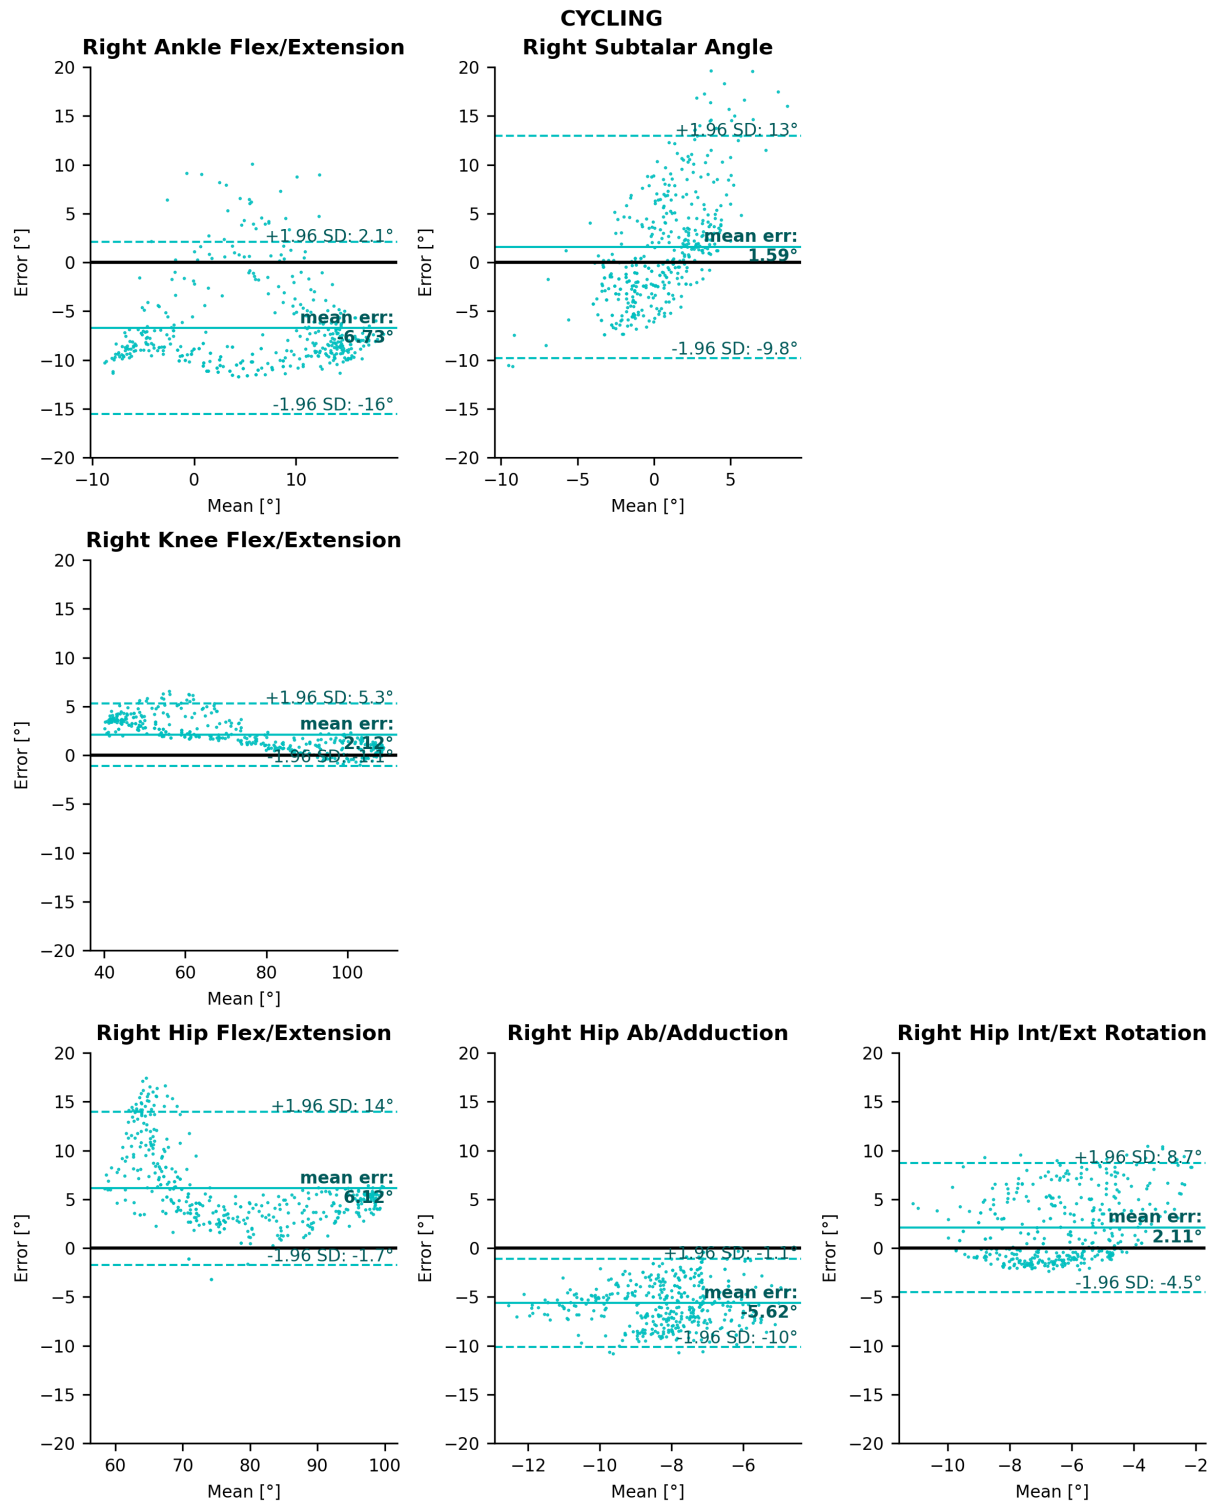 CYCLING
Right Ankle Flex/Extension
Right Subtalar Angle
20
15
10
5
0
−5
−10
−15
−20
Error [°]
+1.96 SD: 2.1°
mean err:
-6.73°
-1.96 SD: -16°
−10 0 10
Mean [°]
20
15
10
5
0
−5
−10
−15
−20
Error [°]
+1.96 SD: 13°
mean err:
1.59°
-1.96 SD: -9.8°
−10 −5 0 5
Mean [°]
Right Knee Flex/Extension
20
15
10
5
0
−5
−10
−15
−20
Error [°]
+1.96 SD: 5.3°
mean err:
2.12°
-1.96 SD: -1.1°
40 60 80 100
Mean [°]
Right Hip Flex/Extension
Right Hip Ab/Adduction
Right Hip Int/Ext Rotation
20
15
10
5
0
−5
−10
−15
−20
Error [°]
+1.96 SD: 14°
mean err:
6.12°
-1.96 SD: -1.7°
60 70 80 90 100
Mean [°]
20
15
10
5
0
−5
−10
−15
−20
Error [°]
+1.96 SD: -1.1°
mean err:
-5.62°
-1.96 SD: -10°
−12 −10 −8 −6
Mean [°]
20
15
10
5
0
−5
−10
−15
−20
Error [°]
+1.96 SD: 8.7°
mean err:
2.11°
-1.96 SD: -4.5°
−10 −8 −6 −4 −2
Mean [°]